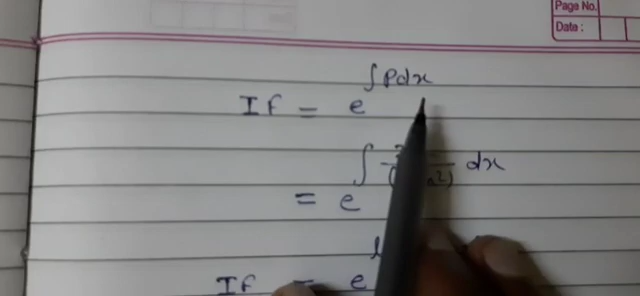 Page No.
Date :
IF = e^∫Pdx
= e^∫ dx
IF = e